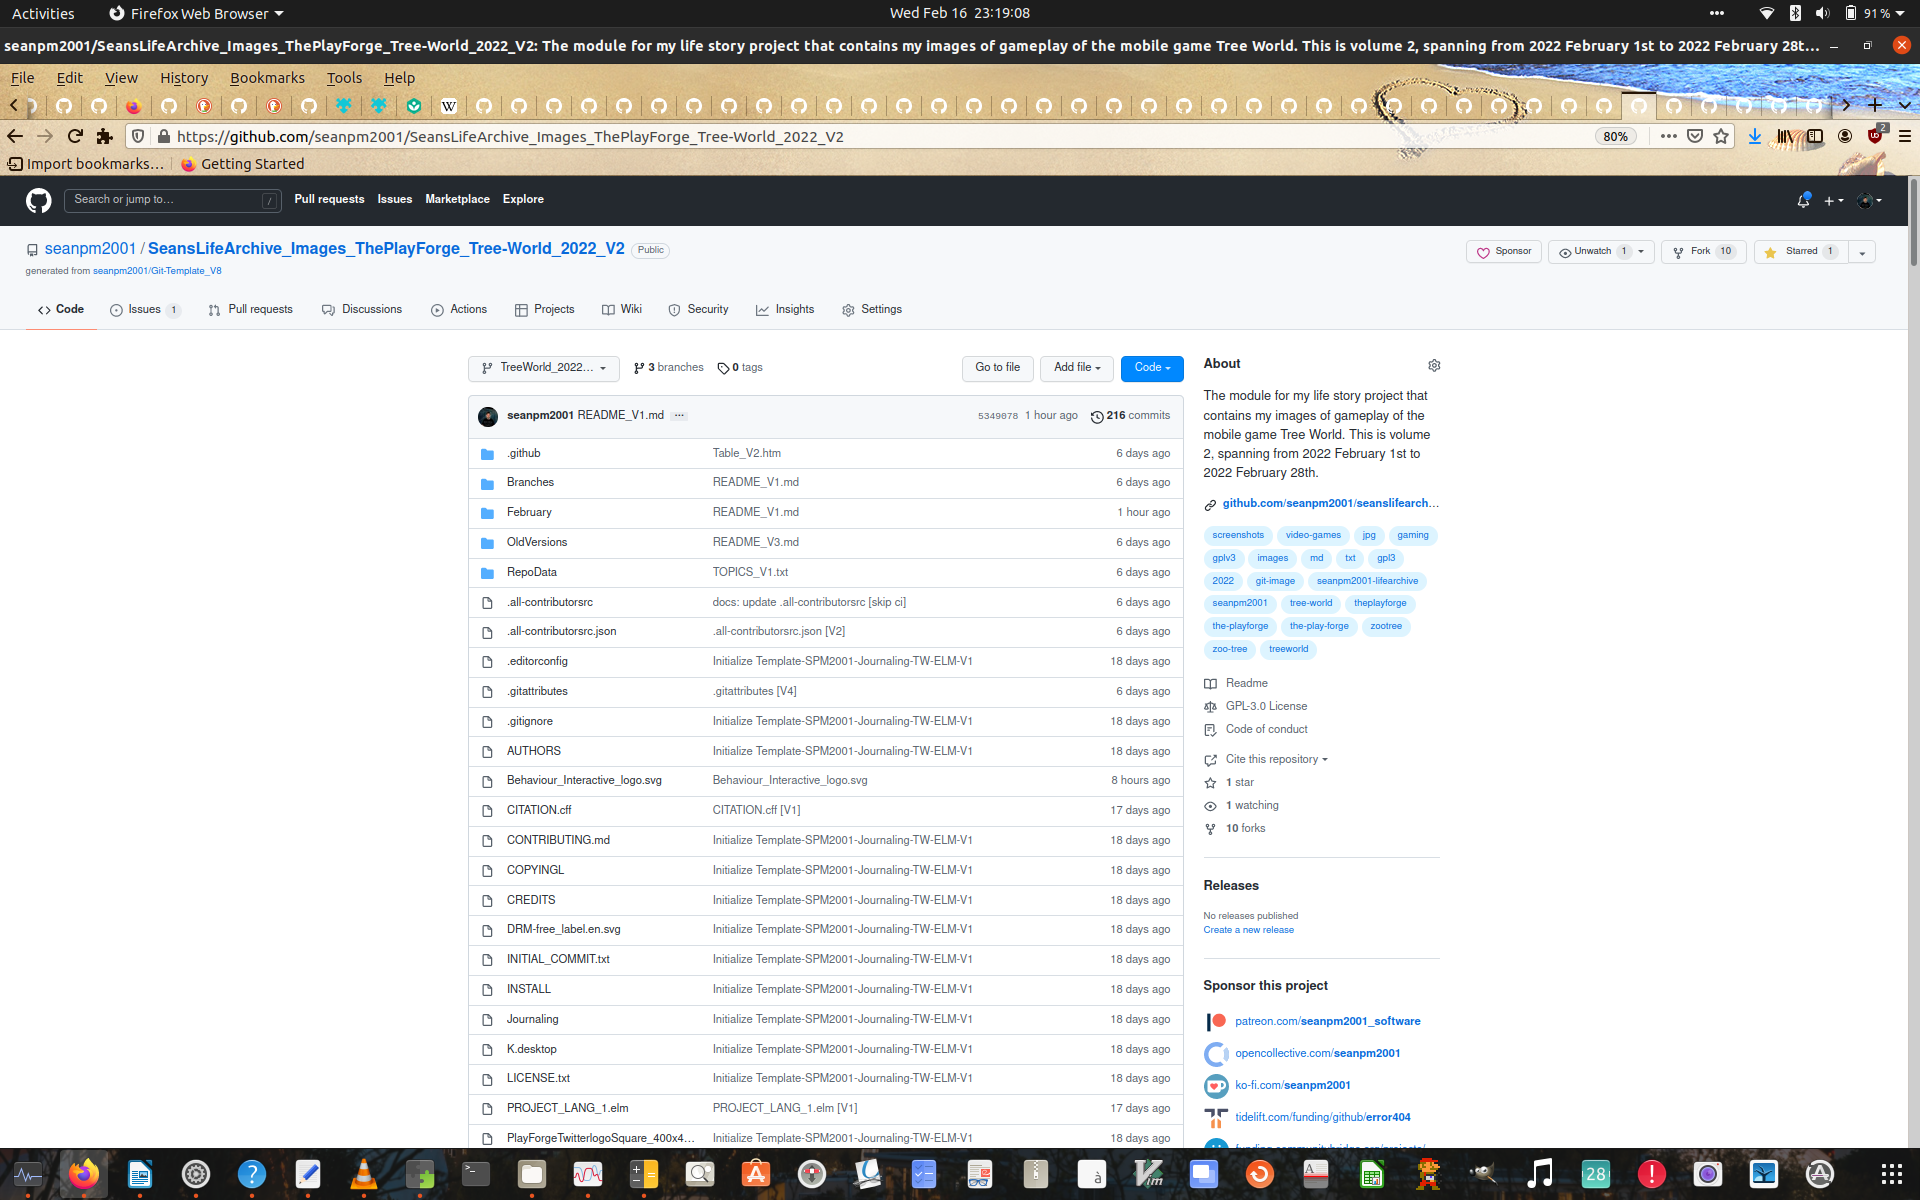 Activities
Firefox Web Browser
Wed Feb 16 23:19:08
91 %
seanpm2001/SeansLifeArchive_Images_ThePlayForge_Tree-World_2022_V2: The module for my life story project that contains my images of gameplay of the mobile game Tree World. This is volume 2, spanning from 2022 February 1st to 2022 February 28t…
File Edit View History Bookmarks Tools Help
https://github.com/seanpm2001/SeansLifeArchive_Images_ThePlayForge_Tree-World_2022_V2
80%
2
Import bookmarks…
Getting Started
Search or jump to…
/
Pull requests Issues Marketplace Explore
seanpm2001 / SeansLifeArchive_Images_ThePlayForge_Tree-World_2022_V2 Public
generated from seanpm2001/Git-Template_V8
Sponsor
Unwatch 1
Fork 10
Starred 1
Code
Issues 1
Pull requests
Discussions
Actions
Projects
Wiki
Security
Insights
Settings
TreeWorld_2022…
3 branches
0 tags
Go to file
Add file
Code
seanpm2001 README_V1.md ···
5349078 1 hour ago
216 commits
.github Table_V2.htm 6 days ago
Branches README_V1.md 6 days ago
February README_V1.md 1 hour ago
OldVersions README_V3.md 6 days ago
RepoData TOPICS_V1.txt 6 days ago
.all-contributorsrc docs: update .all-contributorsrc [skip ci] 6 days ago
.all-contributorsrc.json .all-contributorsrc.json [V2] 6 days ago
.editorconfig Initialize Template-SPM2001-Journaling-TW-ELM-V1 18 days ago
.gitattributes .gitattributes [V4] 6 days ago
.gitignore Initialize Template-SPM2001-Journaling-TW-ELM-V1 18 days ago
AUTHORS Initialize Template-SPM2001-Journaling-TW-ELM-V1 18 days ago
Behaviour_Interactive_logo.svg Behaviour_Interactive_logo.svg 8 hours ago
CITATION.cff CITATION.cff [V1] 17 days ago
CONTRIBUTING.md Initialize Template-SPM2001-Journaling-TW-ELM-V1 18 days ago
COPYINGL Initialize Template-SPM2001-Journaling-TW-ELM-V1 18 days ago
CREDITS Initialize Template-SPM2001-Journaling-TW-ELM-V1 18 days ago
DRM-free_label.en.svg Initialize Template-SPM2001-Journaling-TW-ELM-V1 18 days ago
INITIAL_COMMIT.txt Initialize Template-SPM2001-Journaling-TW-ELM-V1 18 days ago
INSTALL Initialize Template-SPM2001-Journaling-TW-ELM-V1 18 days ago
Journaling Initialize Template-SPM2001-Journaling-TW-ELM-V1 18 days ago
K.desktop Initialize Template-SPM2001-Journaling-TW-ELM-V1 18 days ago
LICENSE.txt Initialize Template-SPM2001-Journaling-TW-ELM-V1 18 days ago
PROJECT_LANG_1.elm PROJECT_LANG_1.elm [V1] 17 days ago
PlayForgeTwitterlogoSquare_400x4… Initialize Template-SPM2001-Journaling-TW-ELM-V1 18 days ago
About
The module for my life story project that
contains my images of gameplay of the
mobile game Tree World. This is volume
2, spanning from 2022 February 1st to
2022 February 28th.
github.com/seanpm2001/seanslifearch…
screenshots video-games jpg gaming
gplv3 images md txt gpl3
2022 git-image seanpm2001-lifearchive
seanpm2001 tree-world theplayforge
the-playforge the-play-forge zootree
zoo-tree treeworld
Readme
GPL-3.0 License
Code of conduct
Cite this repository
1 star
1 watching
10 forks
Releases
No releases published
Create a new release
Sponsor this project
patreon.com/seanpm2001_software
opencollective.com/seanpm2001
ko-fi.com/seanpm2001
tidelift.com/funding/github/error404
28